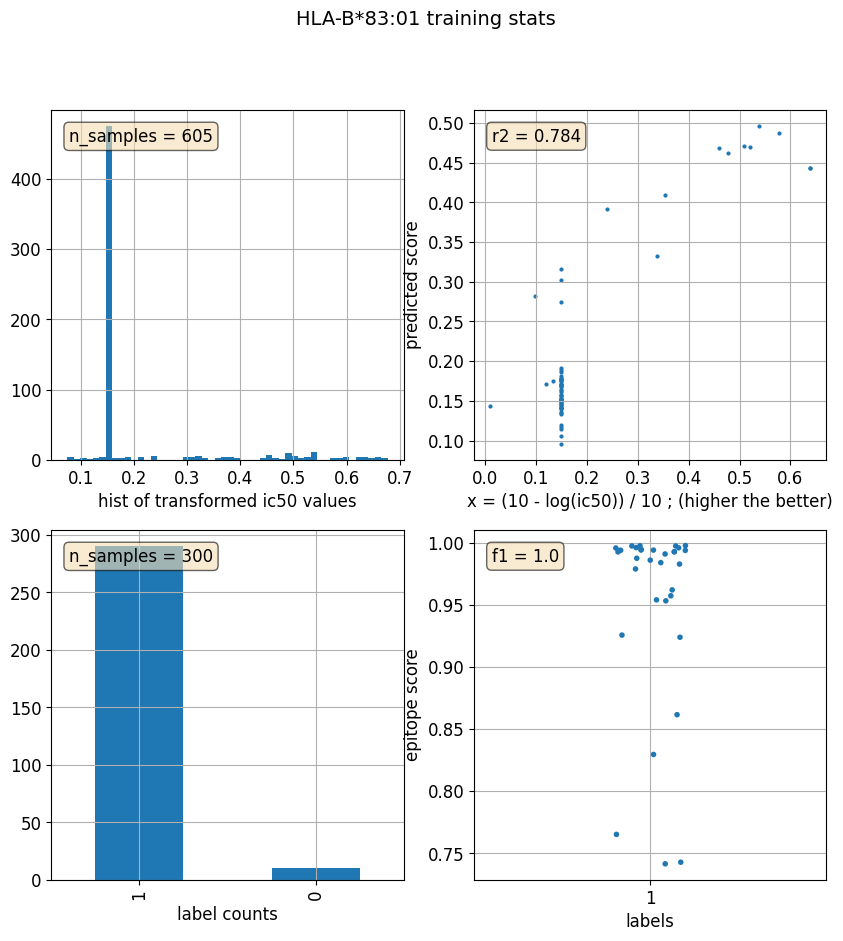 HLA-B*83:01 training stats
n_samples = 605
400
300
200
100
0
0.1 0.2 0.3 0.4 0.5 0.6 0.7
hist of transformed ic50 values
r2 = 0.784
predicted score
0.50
0.45
0.40
0.35
0.30
0.25
0.20
0.15
0.10
0.0 0.1 0.2 0.3 0.4 0.5 0.6
x = (10 - log(ic50)) / 10 ; (higher the better)
n_samples = 300
300
250
200
150
100
50
0
1 0
label counts
f1 = 1.0
epitope score
1.00
0.95
0.90
0.85
0.80
0.75
1
labels